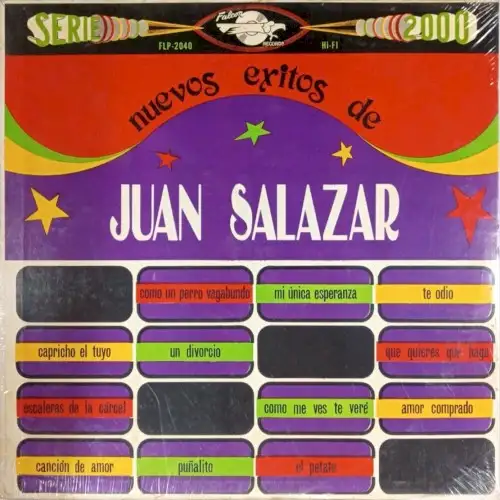 SERIE 2000
Falcon
RECORDS
FLP-2040
HI-FI
nuevos exitos de
JUAN SALAZAR
como un perro vagabundo
mi única esperanza
te odio
capricho el tuyo
un divorcio
que quieres que haga
escaleras de la cárcel
como me ves te veré
amor comprado
canción de amor
puñalito
el petate